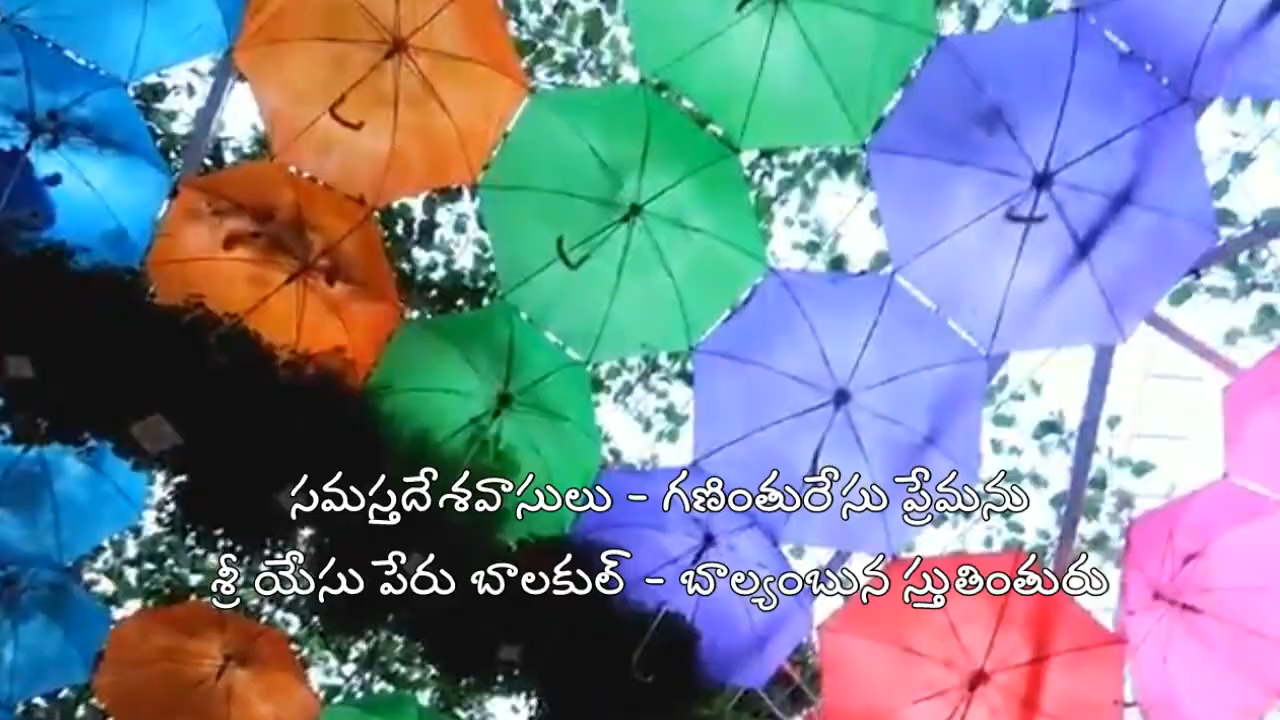 సమస్తదేశవాసులు - గణింతురేసు ప్రేమను
శ్రీ యేసు పేరు బాలకుల్ - బాల్యంబున స్తుతింతురు